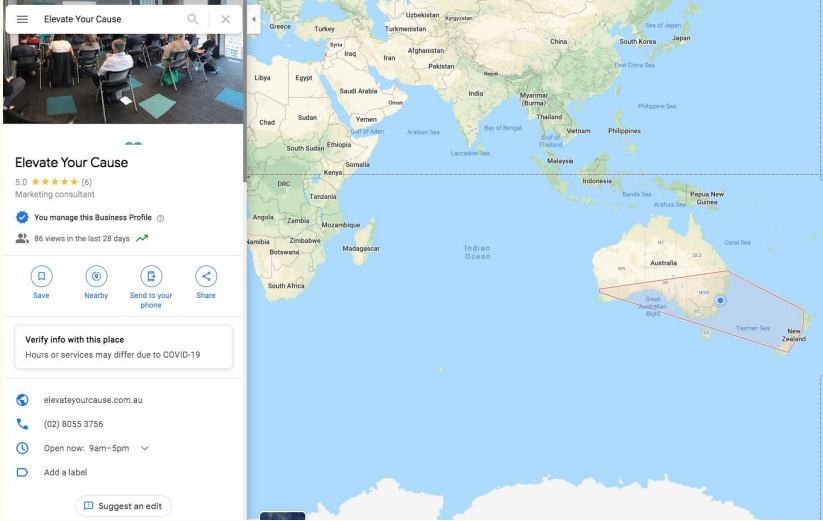 Elevate Your Cause
Elevate Your Cause
5.0 ★★★★★ (6)
Marketing consultant
You manage this Business Profile
86 views in the last 28 days
Save
Nearby
Send to your
phone
Share
Verify info with this place
Hours or services may differ due to COVID-19
elevateyourcause.com.au
(02) 8055 3756
Open now: 9am–5pm
Add a label
Suggest an edit
Greece
Turkey
Uzbekistan
Kyrgyzstan
Turkmenistan
Syria
Iraq
Iran
Afghanistan
Pakistan
China
South Korea
Japan
Sea of Japan
East China Sea
Libya
Egypt
Saudi Arabia
Oman
Nepal
India
Myanmar
(Burma)
Philippine Sea
Chad
Sudan
Yemen
Gulf of Aden
Arabian Sea
Bay of Bengal
Thailand
Gulf of
Thailand
Vietnam
Philippines
South Sudan
Ethiopia
Somalia
Laccadive Sea
Malaysia
Kenya
DRC
Tanzania
Indonesia
Banda Sea
Arafura Sea
Papua New
Guinea
Angola
Zambia
Mozambique
Namibia
Zimbabwe
Botswana
Madagascar
South Africa
Indian
Ocean
Coral Sea
NT
QLD
Australia
WA
SA
NSW
Great
Australian
Bight
VIC
TAS
Tasman Sea
New
Zealand